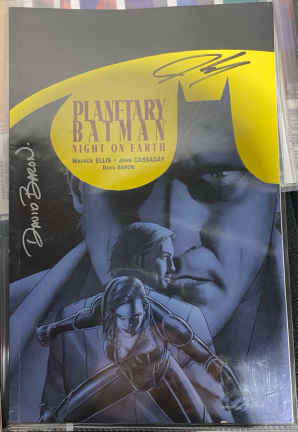 PLANETARY
BATMAN
NIGHT ON EARTH
WARREN ELLIS • JOHN CASSADAY
DAVID BARON
DAVID BARON.